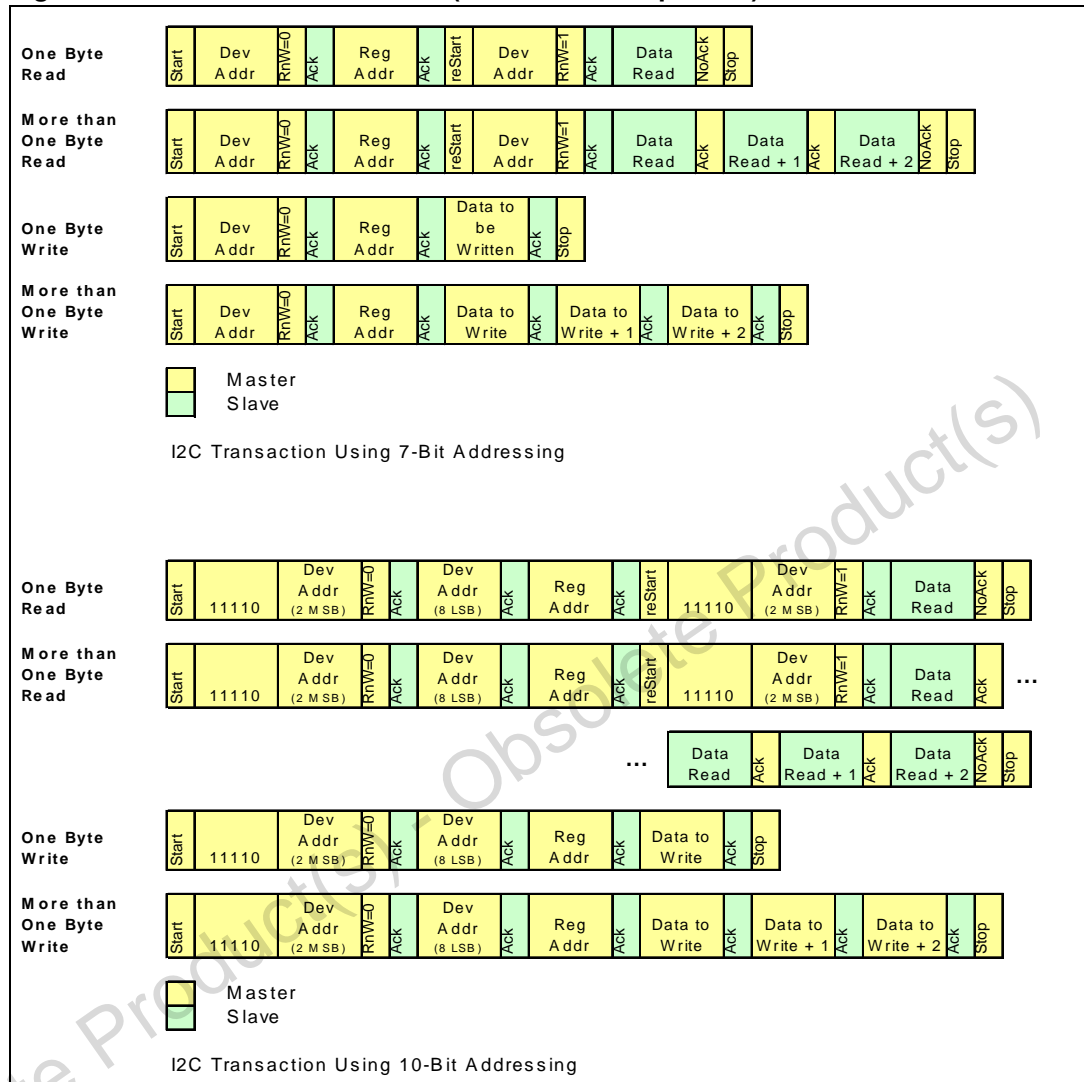 One Byte Read
Start Dev Addr RnW=0 Ack Reg Addr Ack reStart Dev Addr RnW=1 Ack Data Read NoAck Stop
More than One Byte Read
Start Dev Addr RnW=0 Ack Reg Addr Ack reStart Dev Addr RnW=1 Ack Data Read Ack Data Read + 1 Ack Data Read + 2 NoAck Stop
One Byte Write
Start Dev Addr RnW=0 Ack Reg Addr Ack Data to be Written Ack Stop
More than One Byte Write
Start Dev Addr RnW=0 Ack Reg Addr Ack Data to Write Ack Data to Write + 1 Ack Data to Write + 2 Ack Stop
Master
Slave
I2C Transaction Using 7-Bit Addressing
One Byte Read
Start 11110 Dev Addr (2 MSB) RnW=0 Ack Dev Addr (8 LSB) Ack Reg Addr Ack reStart 11110 Dev Addr (2 MSB) RnW=1 Ack Data Read NoAck Stop
More than One Byte Read
Start 11110 Dev Addr (2 MSB) RnW=0 Ack Dev Addr (8 LSB) Ack Reg Addr Ack reStart 11110 Dev Addr (2 MSB) RnW=1 Ack Data Read Ack ...
... Data Read Ack Data Read + 1 Ack Data Read + 2 NoAck Stop
One Byte Write
Start 11110 Dev Addr (2 MSB) RnW=0 Ack Dev Addr (8 LSB) Ack Reg Addr Ack Data to Write Ack Stop
More than One Byte Write
Start 11110 Dev Addr (2 MSB) RnW=0 Ack Dev Addr (8 LSB) Ack Reg Addr Ack Data to Write Ack Data to Write + 1 Ack Data to Write + 2 Ack Stop
Master
Slave
I2C Transaction Using 10-Bit Addressing
te Product(s) - Obsolete Product(s)